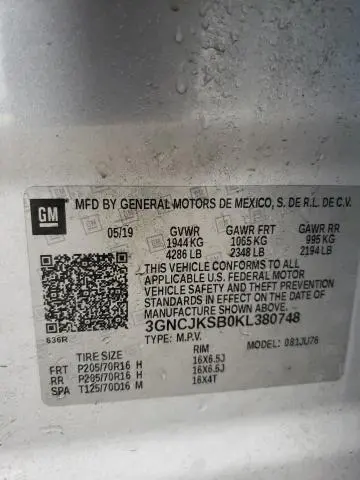 GM
MFD BY GENERAL MOTORS DE MEXICO, S. DE R.L. DE C.V.
05/19 GVWR GAWR FRT GAWR RR
1944 KG 1065 KG 995 KG
4286 LB 2348 LB 2194 LB
THIS VEHICLE CONFORMS TO ALL
APPLICABLE U.S. FEDERAL MOTOR
VEHICLE SAFETY, BUMPER, AND
THEFT PREVENTION STANDARDS IN
EFFECT ON THE DATE OF
MANUFACTURE SHOWN ABOVE.
3GNCJKSB0KL380748
636R TYPE: M.P.V. 081JU76
TIRE SIZE RIM
FRT P205/70R16 H 16X6.5J
RR P205/70R16 H 16X6.5J
SPA T125/70D16 M 16X4T